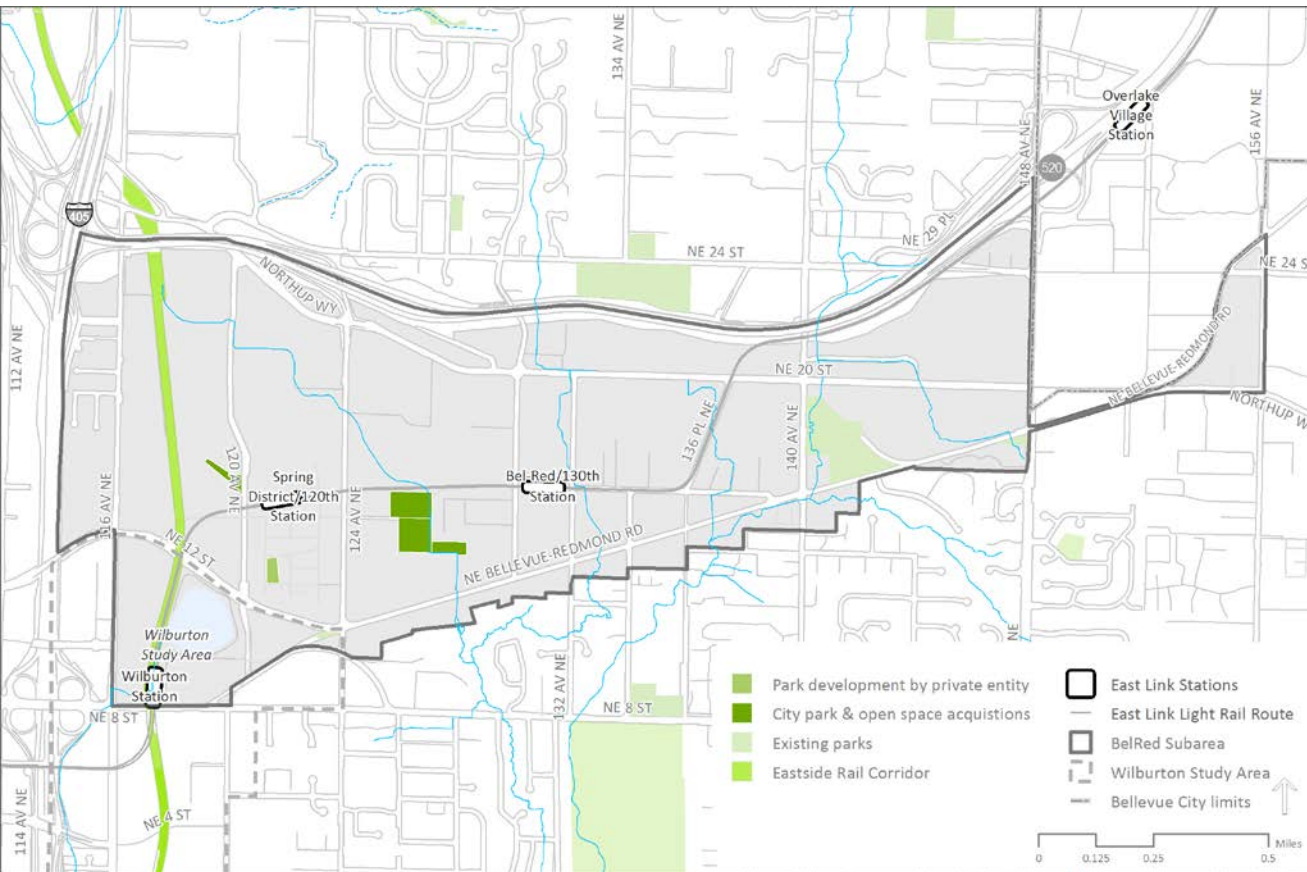 134 AV NE
Overlake
Village
Station
156 AV NE
148 AV NE
520
405
NE 29 PL
NE 24 ST
NE 24 S
NORTHUP WY
112 AV NE
NE 20 ST
NE BELLEVUE-REDMOND RD
NORTHUP W
136 PL NE
140 AV NE
120 AV NE
Spring
District/120th
Station
Bel-Red/130th
Station
116 AV NE
124 AV NE
NE 12 ST
NE BELLEVUE-REDMOND RD
Wilburton
Study Area
Wilburton
Station
NE
132 AV NE
NE 8 ST
NE 8 ST
114 AV NE
NE 4 ST
Park development by private entity
City park & open space acquistions
Existing parks
Eastside Rail Corridor
East Link Stations
East Link Light Rail Route
BelRed Subarea
Wilburton Study Area
Bellevue City limits
Miles
0 0.125 0.25 0.5